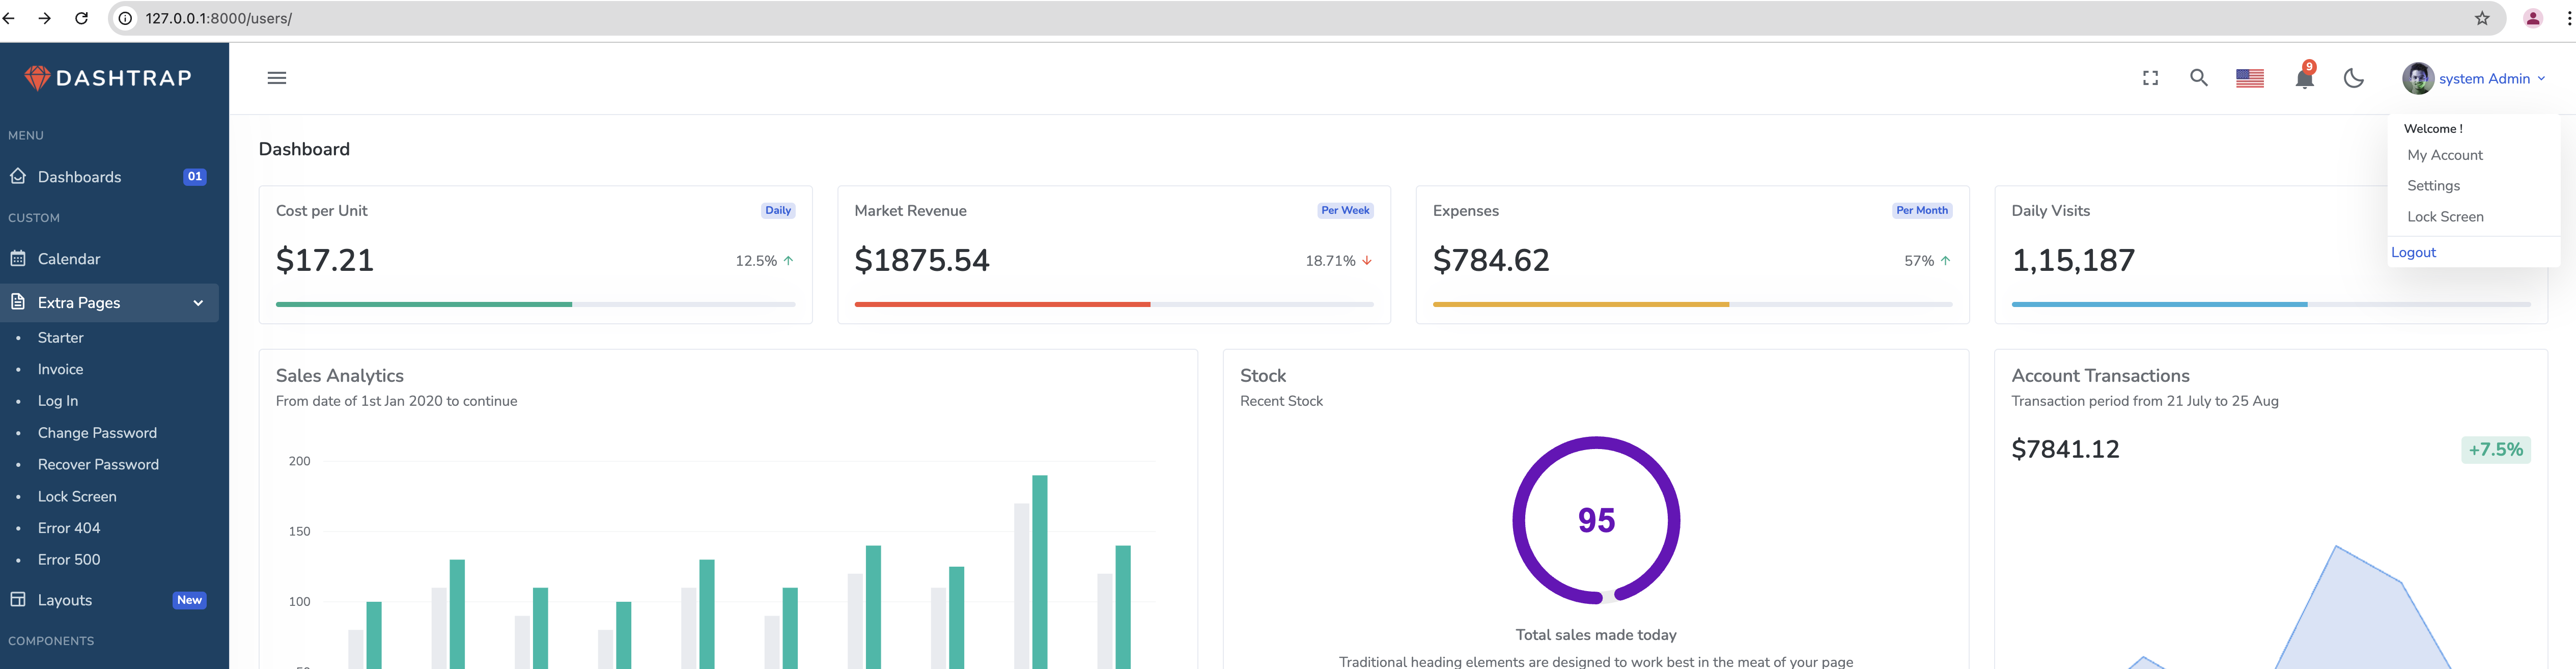 127.0.0.1:8000/users/
DASHTRAP
MENU
Dashboards 01
CUSTOM
Calendar
Extra Pages
Starter
Invoice
Log In
Change Password
Recover Password
Lock Screen
Error 404
Error 500
Layouts New
COMPONENTS
9
system Admin
Welcome !
My Account
Settings
Lock Screen
Logout
Dashboard
Cost per Unit Daily
$17.21 12.5%
Market Revenue Per Week
$1875.54 18.71%
Expenses Per Month
$784.62 57%
Daily Visits
1,15,187
Sales Analytics
From date of 1st Jan 2020 to continue
200
150
100
Stock
Recent Stock
95
Total sales made today
Traditional heading elements are designed to work best in the meat of your page
Account Transactions
Transaction period from 21 July to 25 Aug
$7841.12 +7.5%